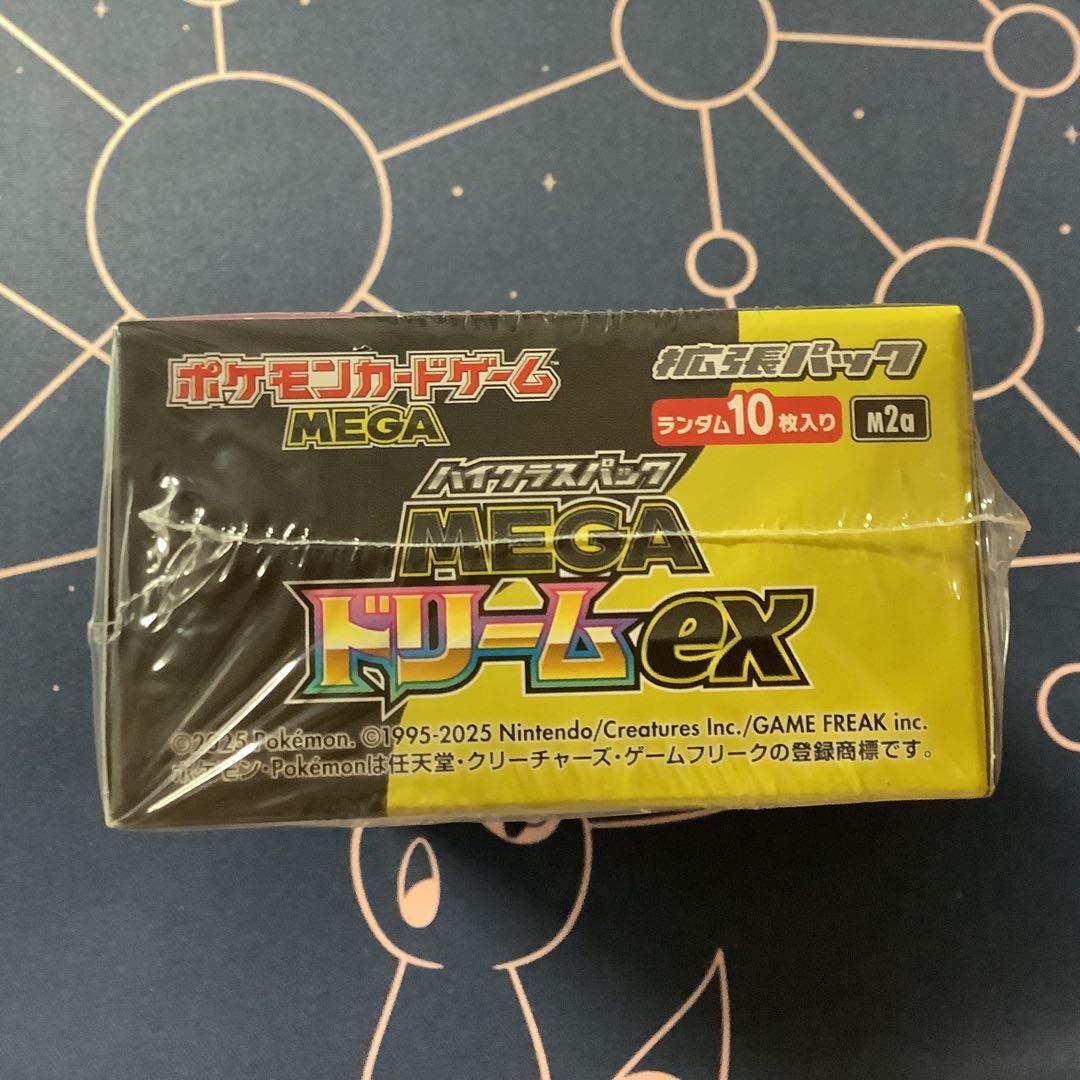 ポケモンカードゲーム™
MEGA
拡張パック
ランダム10枚入り
M2a
ハイクラスパック
MEGA
ドリームex
©2025 Pokémon. ©1995-2025 Nintendo/Creatures Inc./GAME FREAK inc.
ポケモン・Pokémonは任天堂・クリーチャーズ・ゲームフリークの登録商標です。